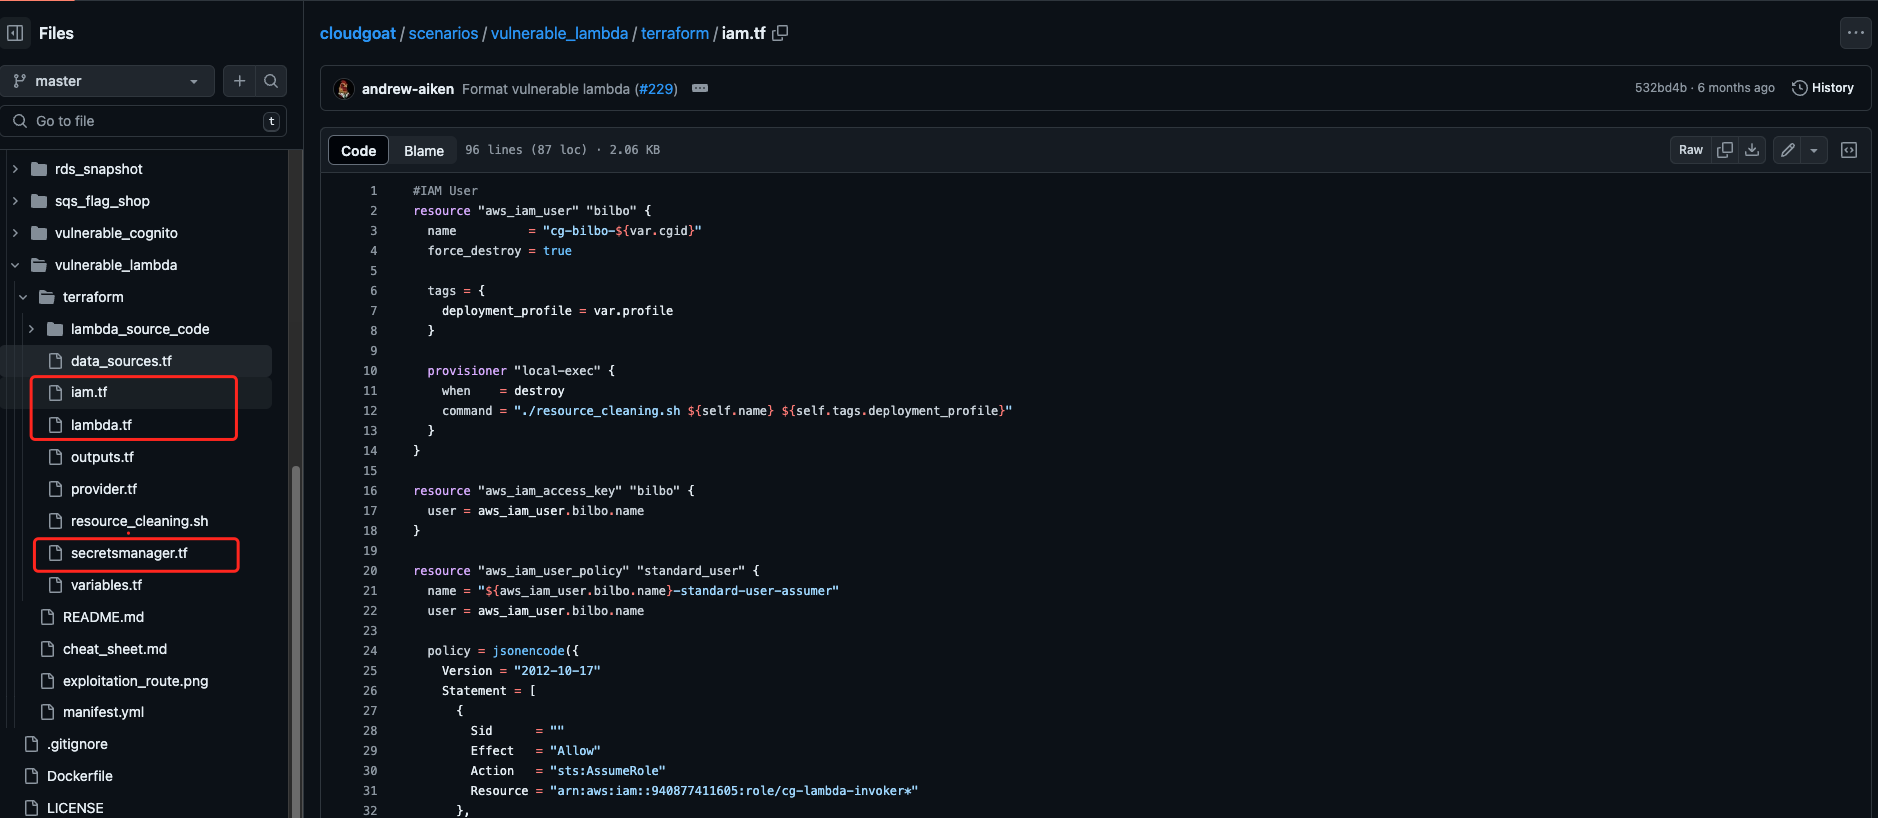 Files
master
Go to file
t
rds_snapshot
sqs_flag_shop
vulnerable_cognito
vulnerable_lambda
terraform
lambda_source_code
data_sources.tf
iam.tf
lambda.tf
outputs.tf
provider.tf
resource_cleaning.sh
secretsmanager.tf
variables.tf
README.md
cheat_sheet.md
exploitation_route.png
manifest.yml
.gitignore
Dockerfile
LICENSE
cloudgoat / scenarios / vulnerable_lambda / terraform / iam.tf
andrew-aiken Format vulnerable lambda (#229)
532bd4b · 6 months ago History
Code Blame 96 lines (87 loc) · 2.06 KB
Raw
1 #IAM User
2 resource "aws_iam_user" "bilbo" {
3   name          = "cg-bilbo-${var.cgid}"
4   force_destroy = true
5
6   tags = {
7     deployment_profile = var.profile
8   }
9
10   provisioner "local-exec" {
11     when    = destroy
12     command = "./resource_cleaning.sh ${self.name} ${self.tags.deployment_profile}"
13   }
14 }
15
16 resource "aws_iam_access_key" "bilbo" {
17   user = aws_iam_user.bilbo.name
18 }
19
20 resource "aws_iam_user_policy" "standard_user" {
21   name = "${aws_iam_user.bilbo.name}-standard-user-assumer"
22   user = aws_iam_user.bilbo.name
23
24   policy = jsonencode({
25     Version = "2012-10-17"
26     Statement = [
27       {
28         Sid      = ""
29         Effect   = "Allow"
30         Action   = "sts:AssumeRole"
31         Resource = "arn:aws:iam::940877411605:role/cg-lambda-invoker*"
32       },